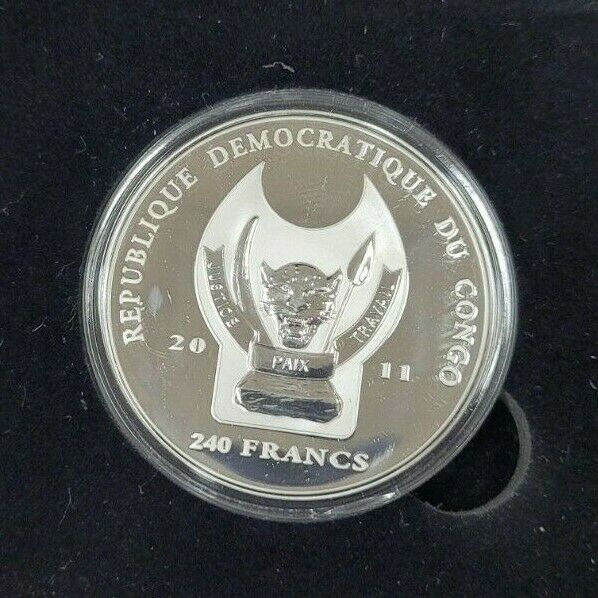 REPUBLIQUE DEMOCRATIQUE DU CONGO
JUSTICE
TRAVAIL
20 11
PAIX
240 FRANCS